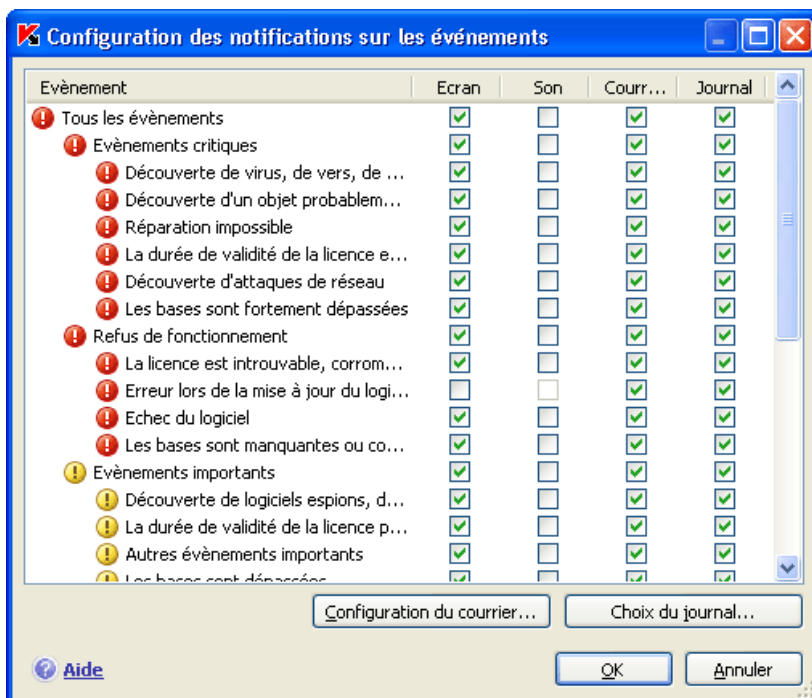 Configuration des notifications sur les événements
Evènement Ecran Son Courr... Journal
Tous les évènements
Evènements critiques
Découverte de virus, de vers, de ...
Découverte d'un objet probablem...
Réparation impossible
La durée de validité de la licence e...
Découverte d'attaques de réseau
Les bases sont fortement dépassées
Refus de fonctionnement
La licence est introuvable, corrom...
Erreur lors de la mise à jour du logi...
Echec du logiciel
Les bases sont manquantes ou co...
Evènements importants
Découverte de logiciels espions, d...
La durée de validité de la licence p...
Autres évènements importants
Les bases sont dépassées
Configuration du courrier... Choix du journal...
Aide OK Annuler